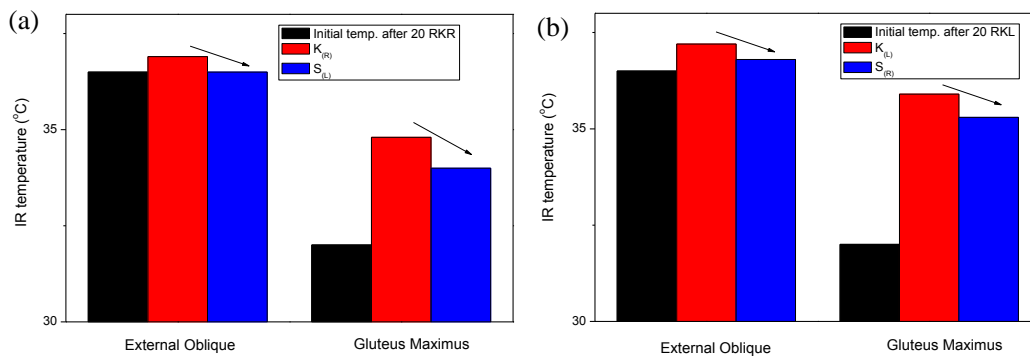 (a)
Initial temp. after 20 RKR
K(R)
S(L)
IR temperature (°C)
35
30
External Oblique Gluteus Maximus
(b)
Initial temp. after 20 RKL
K(L)
S(R)
IR temperature (°C)
35
30
External Oblique Gluteus Maximus